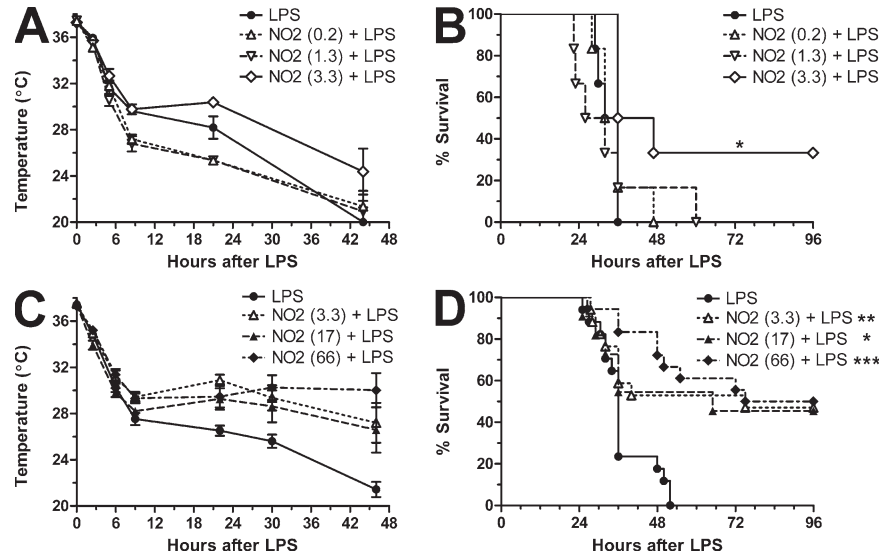 A
LPS
NO2 (0.2) + LPS
NO2 (1.3) + LPS
NO2 (3.3) + LPS
Temperature (°C)
36
32
28
24
20
0 6 12 18 24 30 36 42 48
Hours after LPS
B
LPS
NO2 (0.2) + LPS
NO2 (1.3) + LPS
NO2 (3.3) + LPS
% Survival
100
80
60
40
20
0
*
0 24 48 72 96
Hours after LPS
C
LPS
NO2 (3.3) + LPS
NO2 (17) + LPS
NO2 (66) + LPS
Temperature (°C)
36
32
28
24
20
0 6 12 18 24 30 36 42 48
Hours after LPS
D
LPS
NO2 (3.3) + LPS **
NO2 (17) + LPS *
NO2 (66) + LPS ***
% Survival
100
80
60
40
20
0
0 24 48 72 96
Hours after LPS